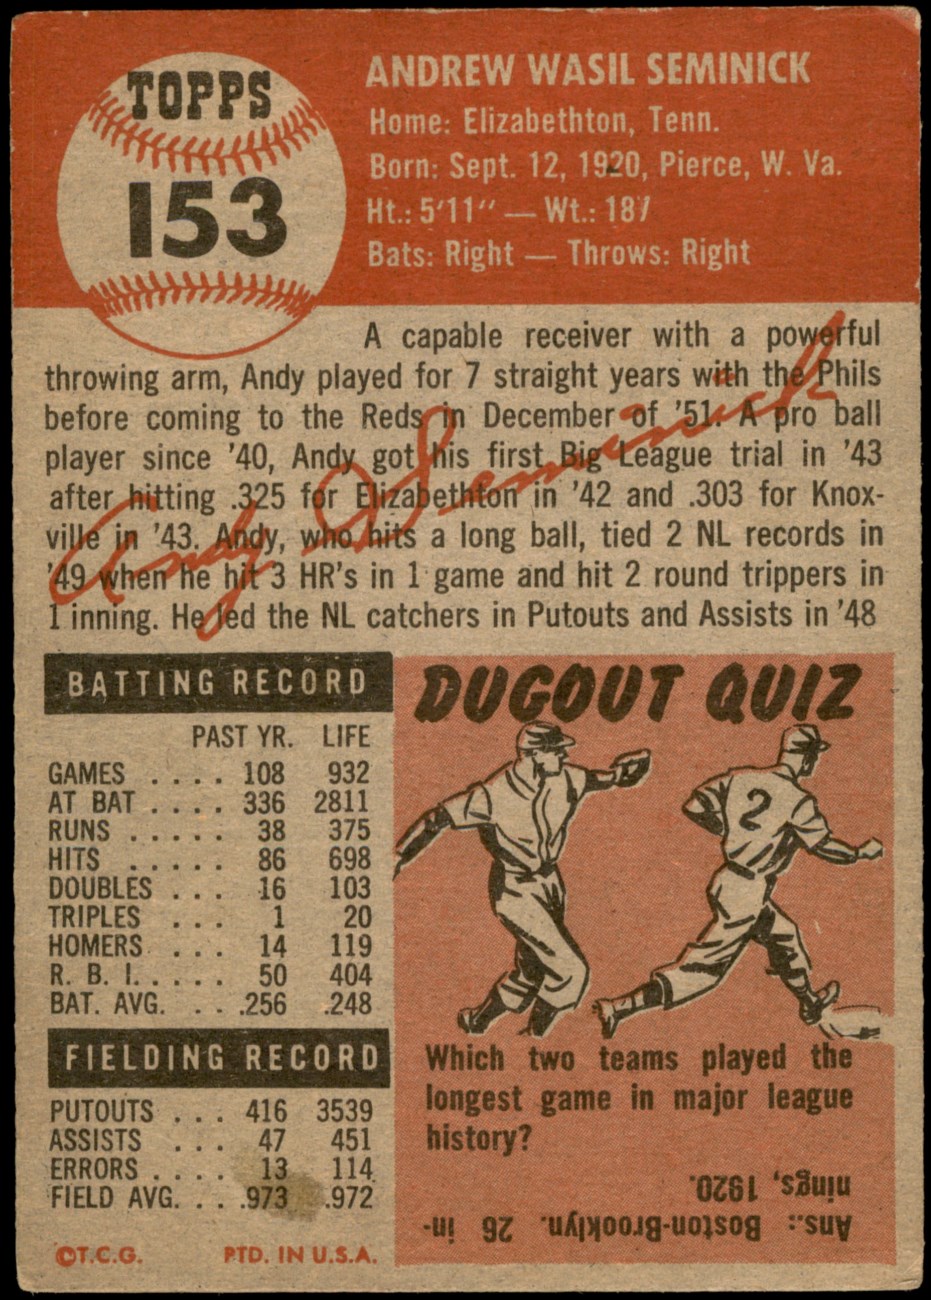 TOPPS
153
ANDREW WASIL SEMINICK
Home: Elizabethton, Tenn.
Born: Sept. 12, 1920, Pierce, W. Va.
Ht.: 5'11" — Wt.: 187
Bats: Right — Throws: Right
A capable receiver with a powerful
throwing arm, Andy played for 7 straight years with the Phils
before coming to the Reds in December of '51. A pro ball
player since '40, Andy got his first Big League trial in '43
after hitting .325 for Elizabethton in '42 and .303 for Knox-
ville in '43. Andy, who hits a long ball, tied 2 NL records in
'49 when he hit 3 HR's in 1 game and hit 2 round trippers in
1 inning. He led the NL catchers in Putouts and Assists in '48
Andy Seminick
BATTING RECORD
PAST YR. LIFE
GAMES . . . . 108 932
AT BAT . . . . 336 2811
RUNS . . . . . 38 375
HITS . . . . . 86 698
DOUBLES . . . 16 103
TRIPLES . . . 1 20
HOMERS . . . 14 119
R. B. I. . . . . 50 404
BAT. AVG. . . .256 .248
FIELDING RECORD
PUTOUTS . . . 416 3539
ASSISTS . . . . 47 451
ERRORS . . . . 13 114
FIELD AVG. . . .973 .972
©T.C.G. PTD. IN U.S.A.
DUGOUT QUIZ
2
Which two teams played the
longest game in major league
history?
Ans.: Boston-Brooklyn. 26 in-
nings, 1920.